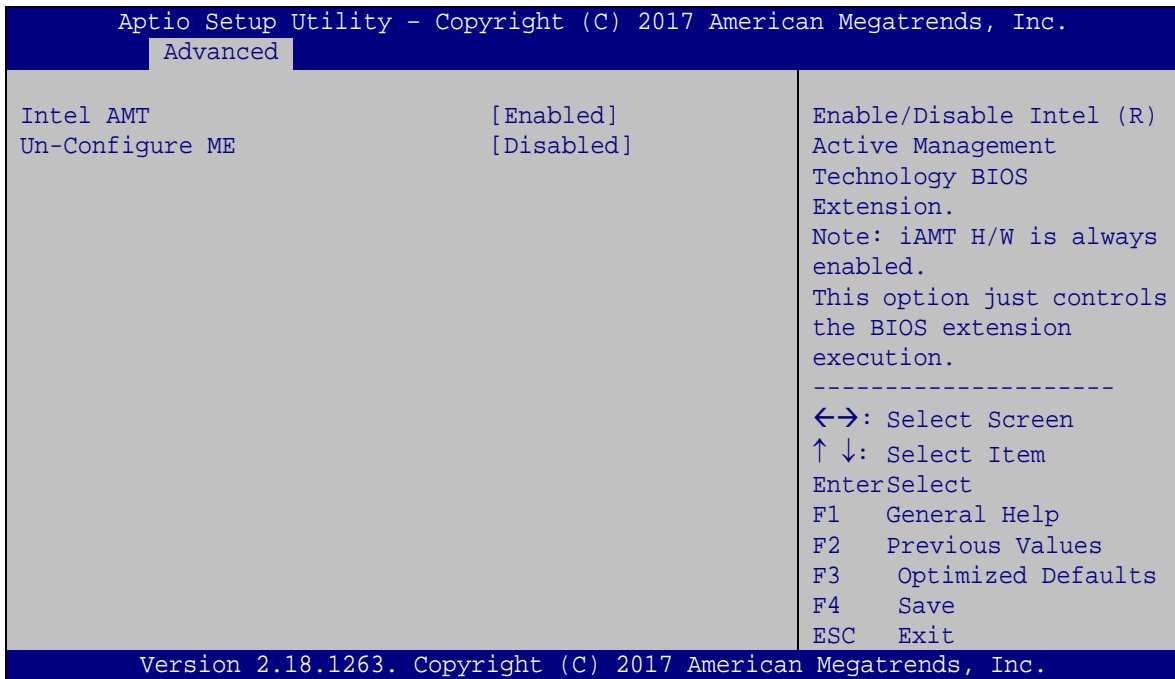 Aptio Setup Utility – Copyright (C) 2017 American Megatrends, Inc.
Advanced
Intel AMT [Enabled]
Un-Configure ME [Disabled]
Enable/Disable Intel (R)
Active Management
Technology BIOS
Extension.
Note: iAMT H/W is always
enabled.
This option just controls
the BIOS extension
execution.
---------------------
←→: Select Screen
↑ ↓: Select Item
EnterSelect
F1 General Help
F2 Previous Values
F3 Optimized Defaults
F4 Save
ESC Exit
Version 2.18.1263. Copyright (C) 2017 American Megatrends, Inc.